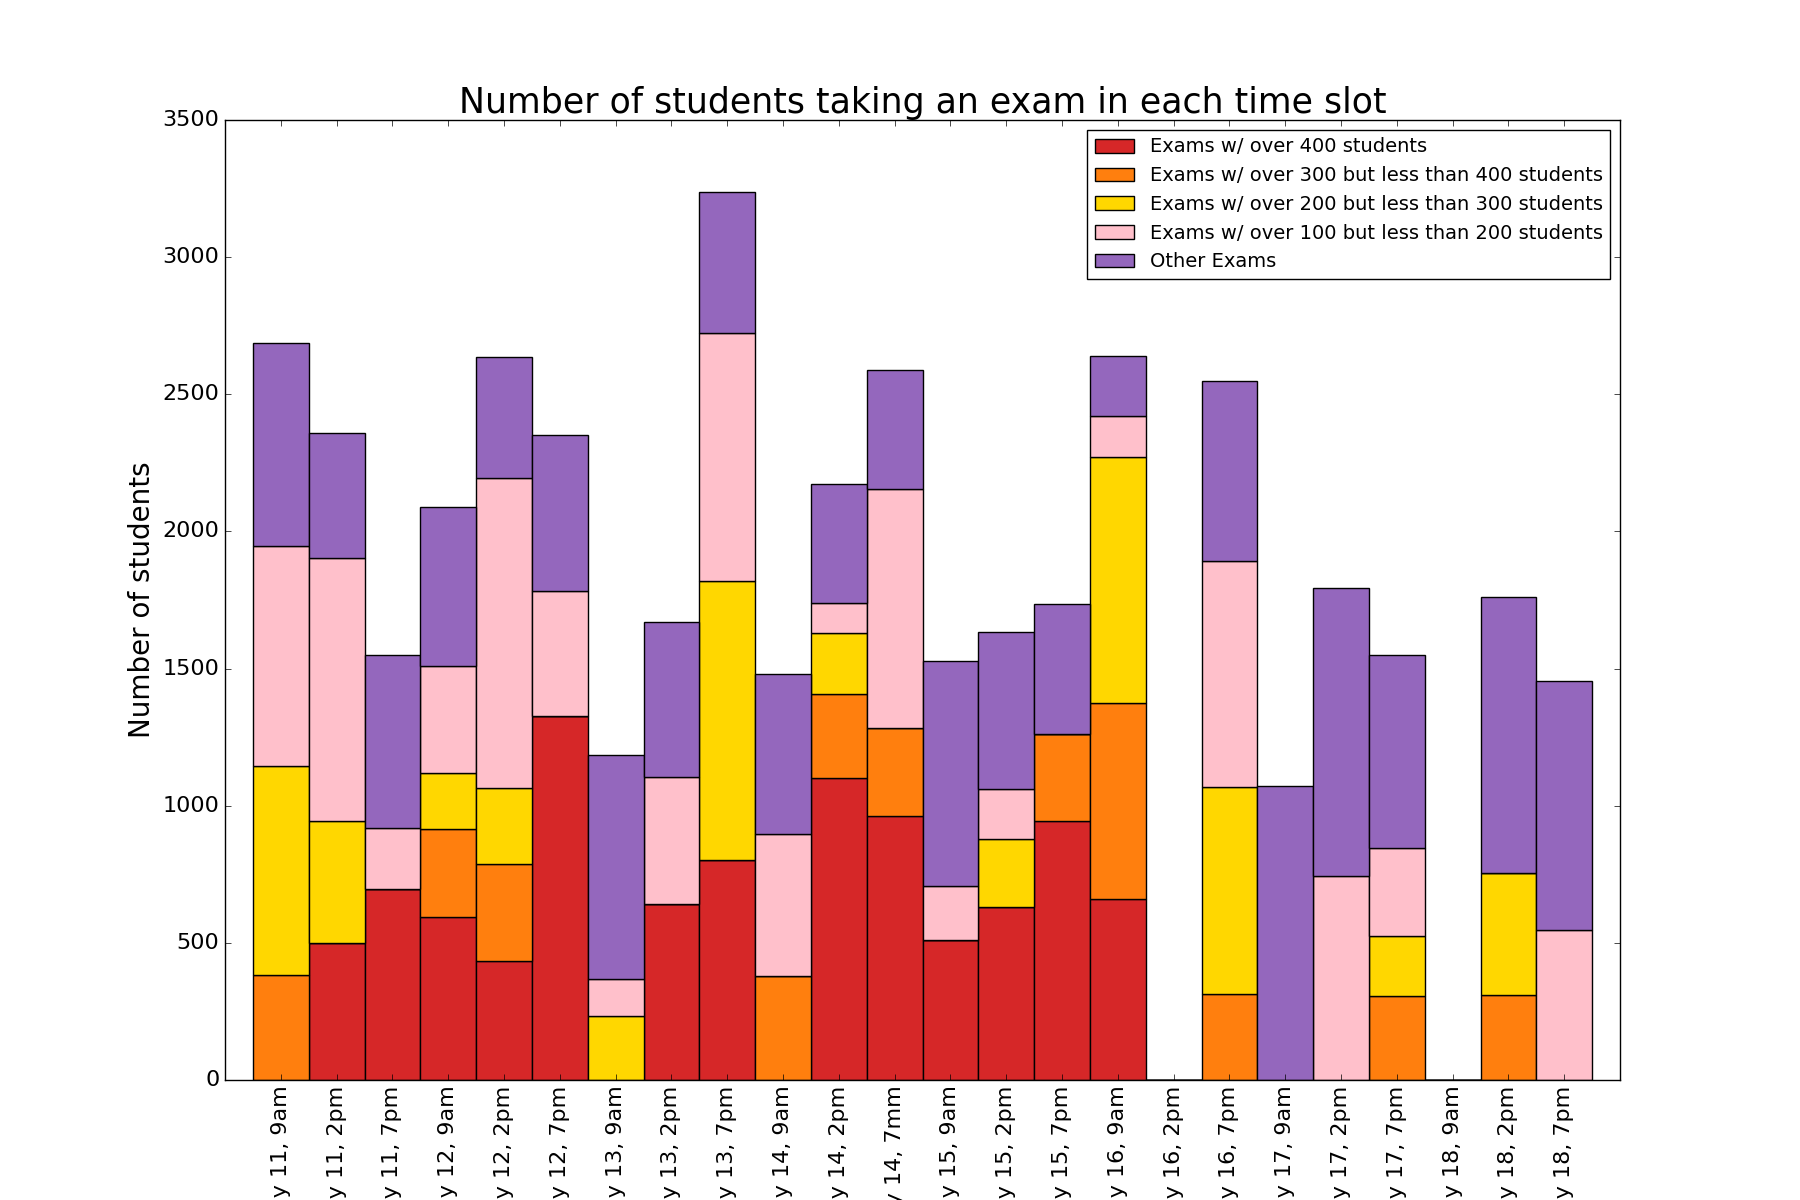 Number of students taking an exam in each time slot
Exams w/ over 400 students
Exams w/ over 300 but less than 400 students
Exams w/ over 200 but less than 300 students
Exams w/ over 100 but less than 200 students
Other Exams
Number of students
3500
3000
2500
2000
1500
1000
500
0
y 11, 9am
y 11, 2pm
y 11, 7pm
y 12, 9am
y 12, 2pm
y 12, 7pm
y 13, 9am
y 13, 2pm
y 13, 7pm
y 14, 9am
y 14, 2pm
y 14, 7mm
y 15, 9am
y 15, 2pm
y 15, 7pm
y 16, 9am
y 16, 2pm
y 16, 7pm
y 17, 9am
y 17, 2pm
y 17, 7pm
y 18, 9am
y 18, 2pm
y 18, 7pm